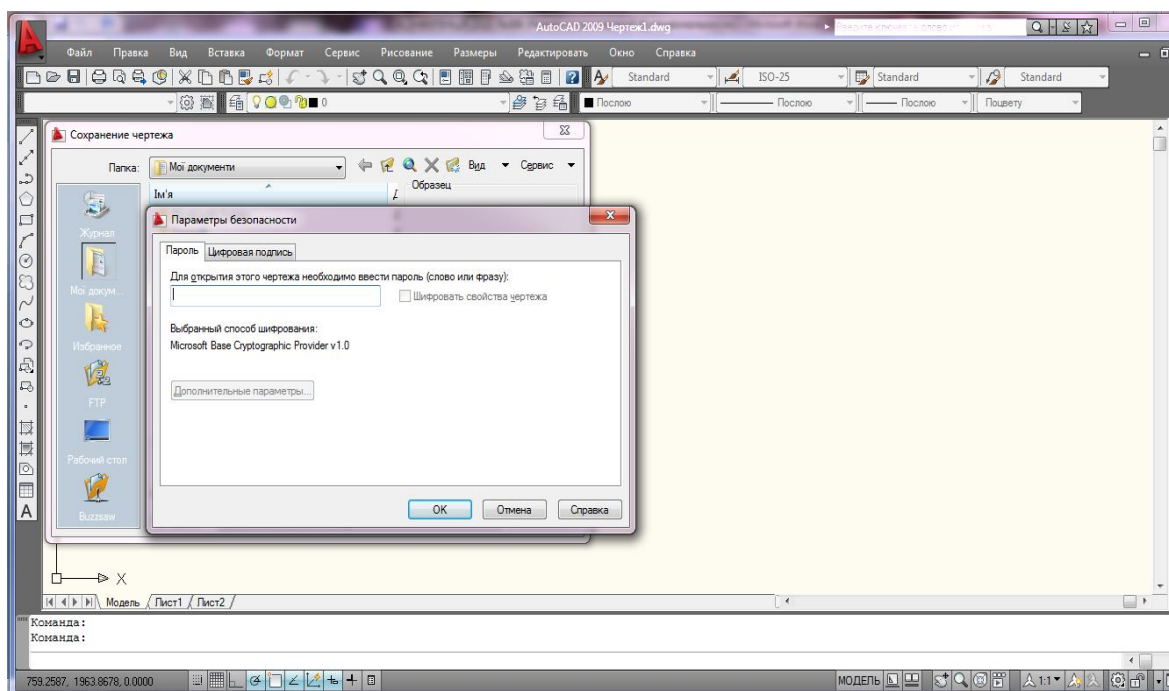 AutoCAD 2009 Чертеж1.dwg
Файл Правка Вид Вставка Формат Сервис Рисование Размеры Редактировать Окно Справка
Standard ISO-25 Standard Standard
0 Послою Послою Послою Поцвету
Сохранение чертежа
Папка: Мої документи Вид Сервис
Ім'я Образец
Журнал
Мої докум...
Избранное
FTP
Рабочий стол
Buzzsaw
Параметры безопасности
Пароль Цифровая подпись
Для открытия этого чертежа необходимо ввести пароль (слово или фразу):
Шифровать свойства чертежа
Выбранный способ шифрования:
Microsoft Base Cryptographic Provider v1.0
Дополнительные параметры...
OK Отмена Справка
X
Модель Лист1 Лист2
Команда:
Команда:
759.2587, 1963.8678, 0.0000 МОДЕЛЬ 1:1